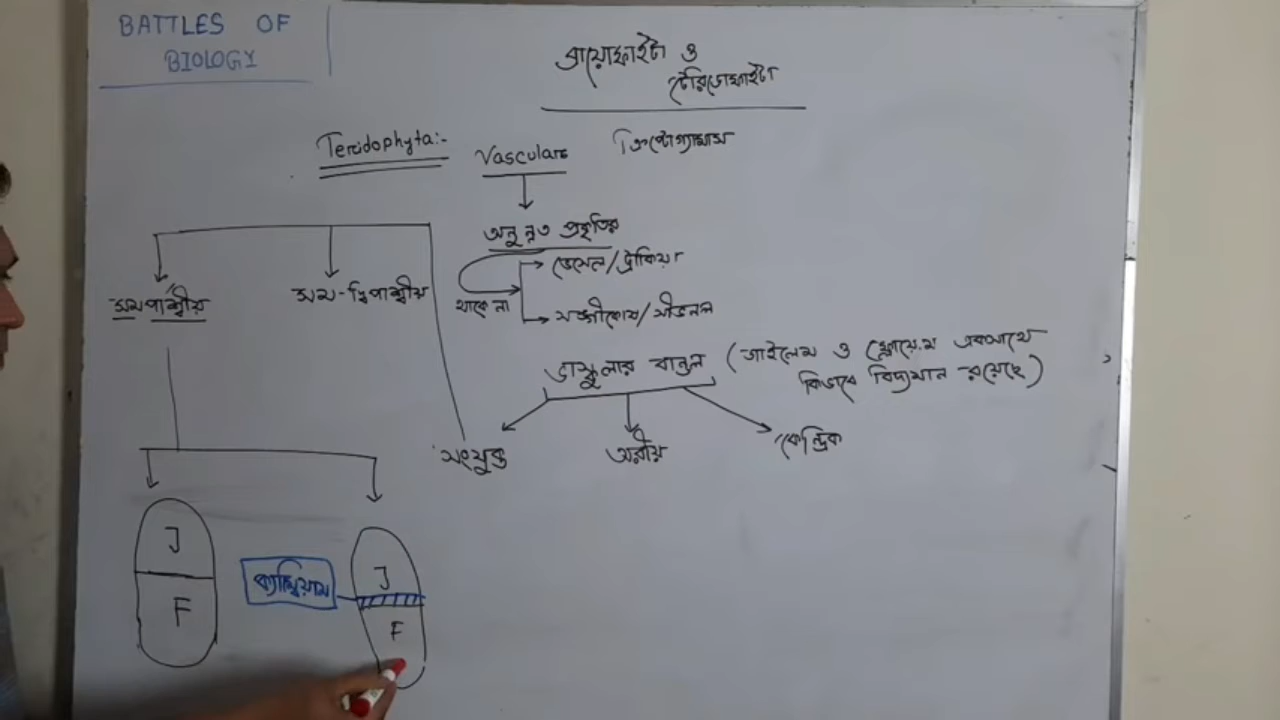 BATTLES OF
BIOLOGY
ব্রায়োফাইটা ও
টেরিডোফাইটা
ক্রিপ্টোগ্যামাস
Teridophyta:-
Vascular
অনুন্নত প্রকৃতির
ভেসেল/ট্রাকিয়া
থাকে না
সঙ্গীকোষ/সীভনল
সমপার্শ্বীয়
সম-দ্বিপার্শ্বীয়
ভাস্কুলার বান্ডল (জাইলেম ও ফ্লোয়েম একসাথে
কিভাবে বিদ্যমান রয়েছে)
সংযুক্ত
অরীয়
কেন্দ্রিক
J
F
ক্যাম্বিয়াম
J
F